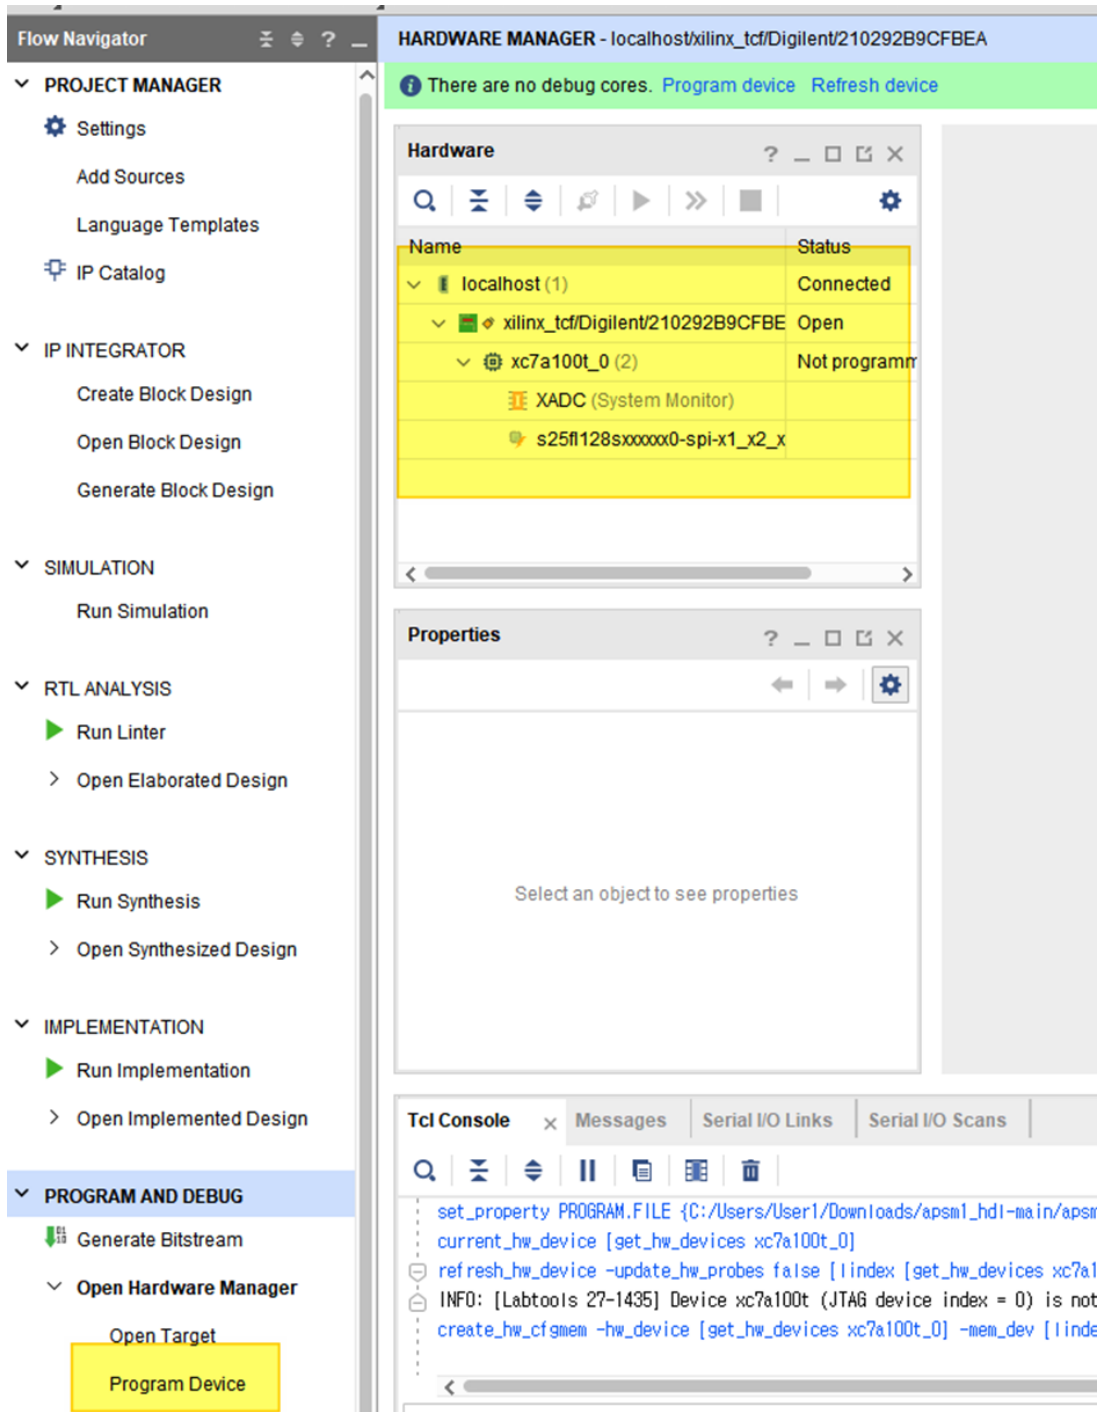 Flow Navigator
PROJECT MANAGER
Settings
Add Sources
Language Templates
IP Catalog
IP INTEGRATOR
Create Block Design
Open Block Design
Generate Block Design
SIMULATION
Run Simulation
RTL ANALYSIS
Run Linter
Open Elaborated Design
SYNTHESIS
Run Synthesis
Open Synthesized Design
IMPLEMENTATION
Run Implementation
Open Implemented Design
PROGRAM AND DEBUG
Generate Bitstream
Open Hardware Manager
Open Target
Program Device
HARDWARE MANAGER - localhost/xilinx_tcf/Digilent/210292B9CFBEA
There are no debug cores. Program device Refresh device
Hardware
Name Status
localhost (1) Connected
xilinx_tcf/Digilent/210292B9CFBE Open
xc7a100t_0 (2) Not programm
XADC (System Monitor)
s25fl128sxxxxxx0-spi-x1_x2_x
Properties
Select an object to see properties
Tcl Console Messages Serial I/O Links Serial I/O Scans
set_property PROGRAM.FILE {C:/Users/User1/Downloads/apsm1_hdl-main/apsm
current_hw_device [get_hw_devices xc7a100t_0]
refresh_hw_device -update_hw_probes false [lindex [get_hw_devices xc7a1
INFO: [Labtools 27-1435] Device xc7a100t (JTAG device index = 0) is not
create_hw_cfgmem -hw_device [get_hw_devices xc7a100t_0] -mem_dev [linde